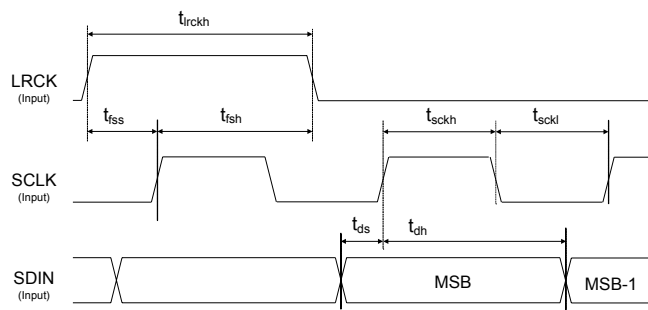 t_lrckh
LRCK
(Input)
t_fss
t_fsh
t_sckh
t_sckl
SCLK
(Input)
t_ds
t_dh
SDIN
(Input)
MSB
MSB-1